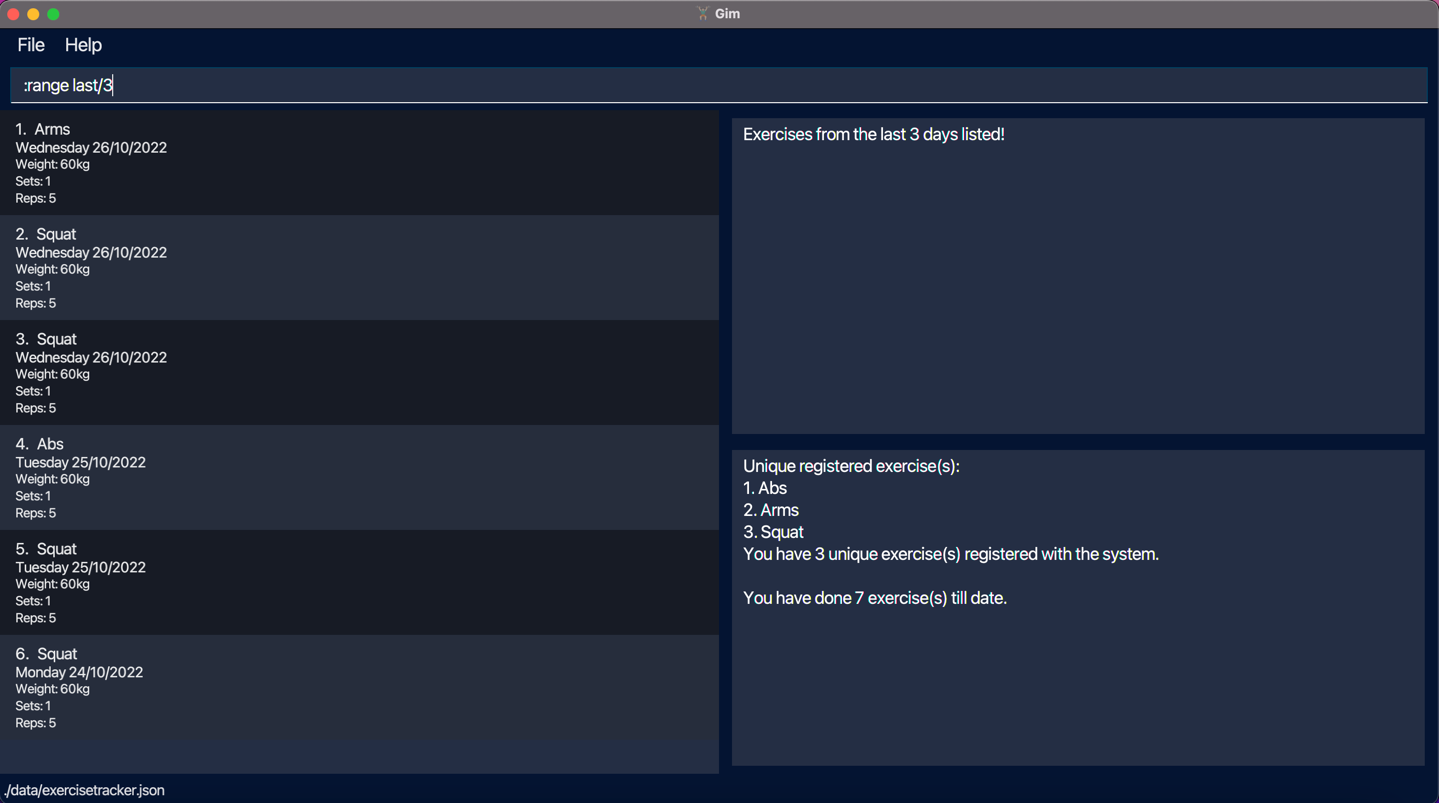 Gim
File Help
:range last/3
1. Arms
Wednesday 26/10/2022
Weight: 60kg
Sets: 1
Reps: 5
2. Squat
Wednesday 26/10/2022
Weight: 60kg
Sets: 1
Reps: 5
3. Squat
Wednesday 26/10/2022
Weight: 60kg
Sets: 1
Reps: 5
4. Abs
Tuesday 25/10/2022
Weight: 60kg
Sets: 1
Reps: 5
5. Squat
Tuesday 25/10/2022
Weight: 60kg
Sets: 1
Reps: 5
6. Squat
Monday 24/10/2022
Weight: 60kg
Sets: 1
Reps: 5
Exercises from the last 3 days listed!
Unique registered exercise(s):
1. Abs
2. Arms
3. Squat
You have 3 unique exercise(s) registered with the system.
You have done 7 exercise(s) till date.
./data/exercisetracker.json